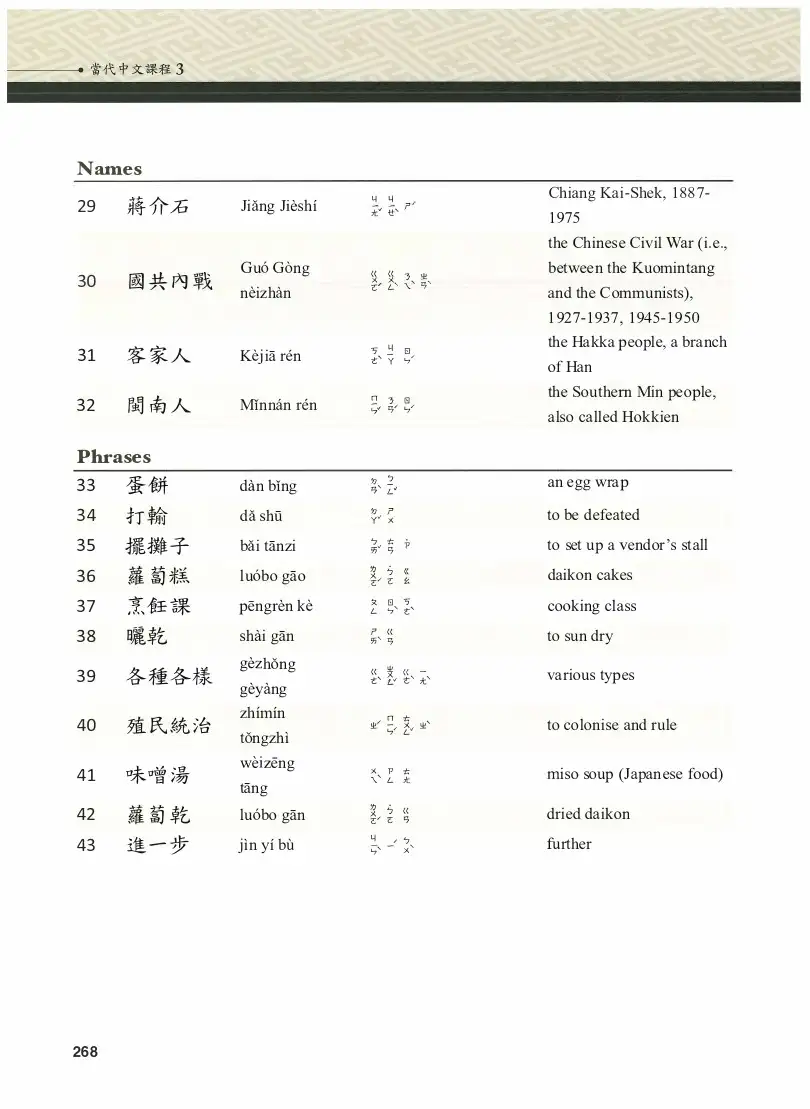 當代中文課程 3
Names
29 蔣介石 Jiǎng Jièshí ㄐㄧㄤˇ ㄐㄧㄝˋ ㄕˊ Chiang Kai-Shek, 1887-
1975
30 國共內戰 Guó Gòng
nèizhàn ㄍㄨㄛˊ ㄍㄨㄥˋ ㄋㄟˋ ㄓㄢˋ the Chinese Civil War (i.e.,
between the Kuomintang
and the Communists),
1927-1937, 1945-1950
31 客家人 Kèjiā rén ㄎㄜˋ ㄐㄧㄚ ㄖㄣˊ the Hakka people, a branch
of Han
32 閩南人 Mǐnnán rén ㄇㄧㄣˇ ㄋㄢˊ ㄖㄣˊ the Southern Min people,
also called Hokkien
Phrases
33 蛋餅 dàn bǐng ㄉㄢˋ ㄅㄧㄥˇ an egg wrap
34 打輸 dǎ shū ㄉㄚˇ ㄕㄨ to be defeated
35 擺攤子 bǎi tānzi ㄅㄞˇ ㄊㄢ ˙ㄗ to set up a vendor's stall
36 蘿蔔糕 luóbo gāo ㄌㄨㄛˊ ˙ㄅㄛ ㄍㄠ daikon cakes
37 烹飪課 pēngrèn kè ㄆㄥ ㄖㄣˋ ㄎㄜˋ cooking class
38 曬乾 shài gān ㄕㄞˋ ㄍㄢ to sun dry
39 各種各樣 gèzhǒng
gèyàng ㄍㄜˋ ㄓㄨㄥˇ ㄍㄜˋ ㄧㄤˋ various types
40 殖民統治 zhímín
tǒngzhì ㄓˊ ㄇㄧㄣˊ ㄊㄨㄥˇ ㄓˋ to colonise and rule
41 味噌湯 wèizēng
tāng ㄨㄟˋ ㄗㄥ ㄊㄤ miso soup (Japanese food)
42 蘿蔔乾 luóbo gān ㄌㄨㄛˊ ˙ㄅㄛ ㄍㄢ dried daikon
43 進一步 jìn yí bù ㄐㄧㄣˋ ㄧˊ ㄅㄨˋ further
268